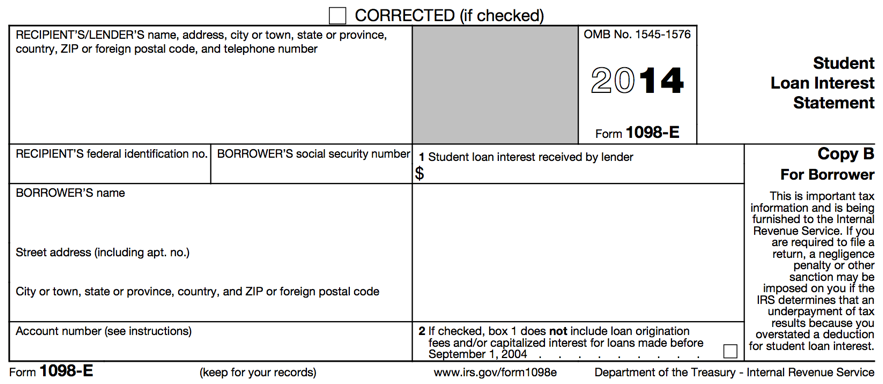 CORRECTED (if checked)
RECIPIENT'S/LENDER'S name, address, city or town, state or province,
country, ZIP or foreign postal code, and telephone number
OMB No. 1545-1576
2014
Form 1098-E
Student
Loan Interest
Statement
RECIPIENT'S federal identification no.
BORROWER'S social security number
1 Student loan interest received by lender
$
Copy B
For Borrower
This is important tax
information and is being
furnished to the Internal
Revenue Service. If you
are required to file a
return, a negligence
penalty or other
sanction may be
imposed on you if the
IRS determines that an
underpayment of tax
results because you
overstated a deduction
for student loan interest.
BORROWER'S name
Street address (including apt. no.)
City or town, state or province, country, and ZIP or foreign postal code
Account number (see instructions)
2 If checked, box 1 does not include loan origination
fees and/or capitalized interest for loans made before
September 1, 2004 . . . . . . . . .
Form 1098-E
(keep for your records)
www.irs.gov/form1098e
Department of the Treasury - Internal Revenue Service